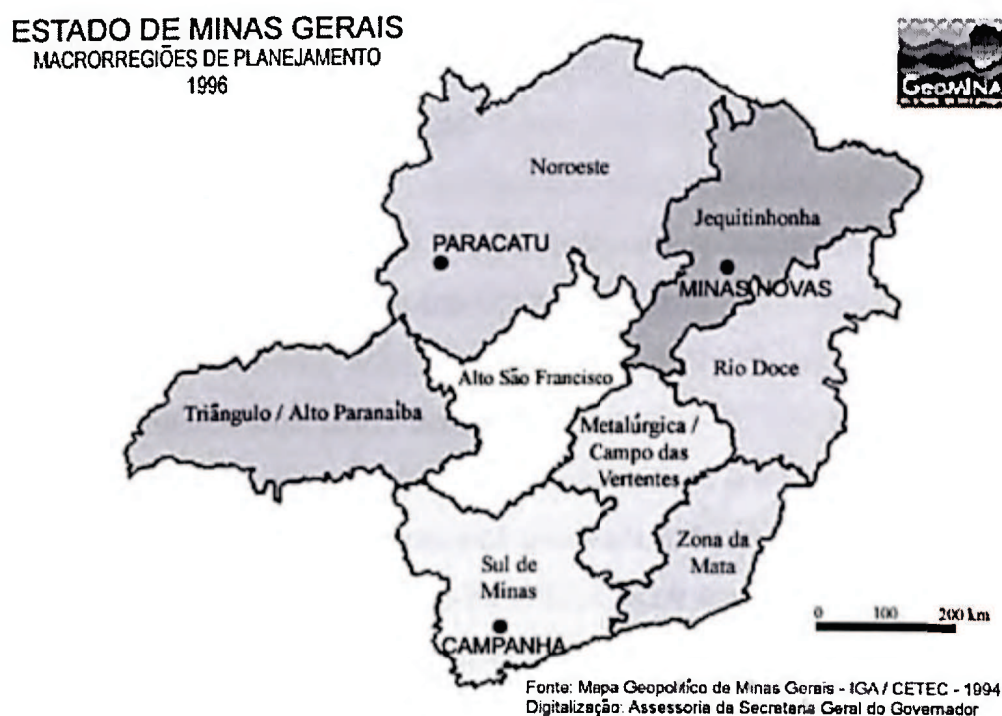 ESTADO DE MINAS GERAIS
MACRORREGIÕES DE PLANEJAMENTO
1996
GEOMINA
Noroeste
Jequitinhonha
PARACATU
MINAS NOVAS
Alto São Francisco
Rio Doce
Triângulo / Alto Paranaíba
Metalúrgica /
Campo das
Vertentes
Zona da
Mata
Sul de
Minas
CAMPANHA
0 100 200 km
Fonte: Mapa Geopolítico de Minas Gerais - IGA / CETEC - 1994
Digitalização: Assessoria da Secretaria Geral do Governador